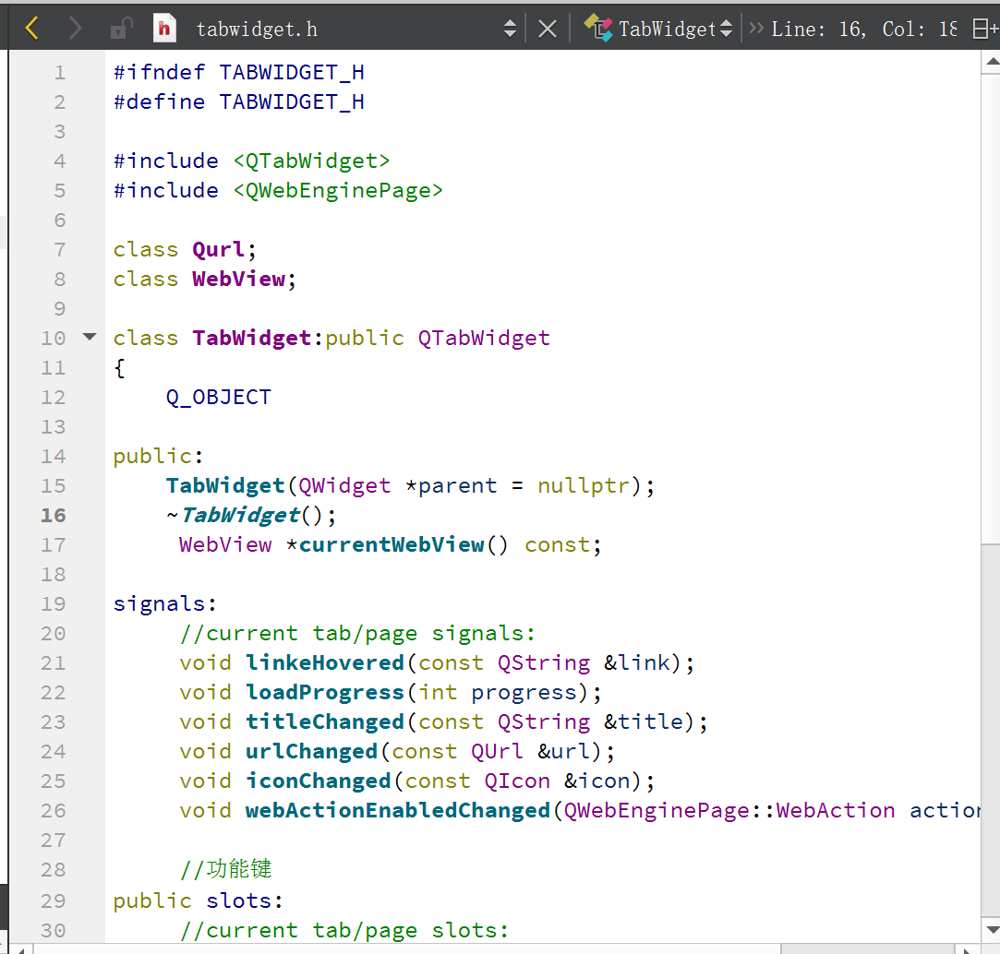 tabwidget.h TabWidget Line: 16, Col: 18
1 #ifndef TABWIDGET_H
2 #define TABWIDGET_H
3
4 #include <QTabWidget>
5 #include <QWebEnginePage>
6
7 class Qurl;
8 class WebView;
9
10 class TabWidget:public QTabWidget
11 {
12 Q_OBJECT
13
14 public:
15 TabWidget(QWidget *parent = nullptr);
16 ~TabWidget();
17 WebView *currentWebView() const;
18
19 signals:
20 //current tab/page signals:
21 void linkeHovered(const QString &link);
22 void loadProgress(int progress);
23 void titleChanged(const QString &title);
24 void urlChanged(const QUrl &url);
25 void iconChanged(const QIcon &icon);
26 void webActionEnabledChanged(QWebEnginePage::WebAction action
27
28 //功能键
29 public slots:
30 //current tab/page slots: